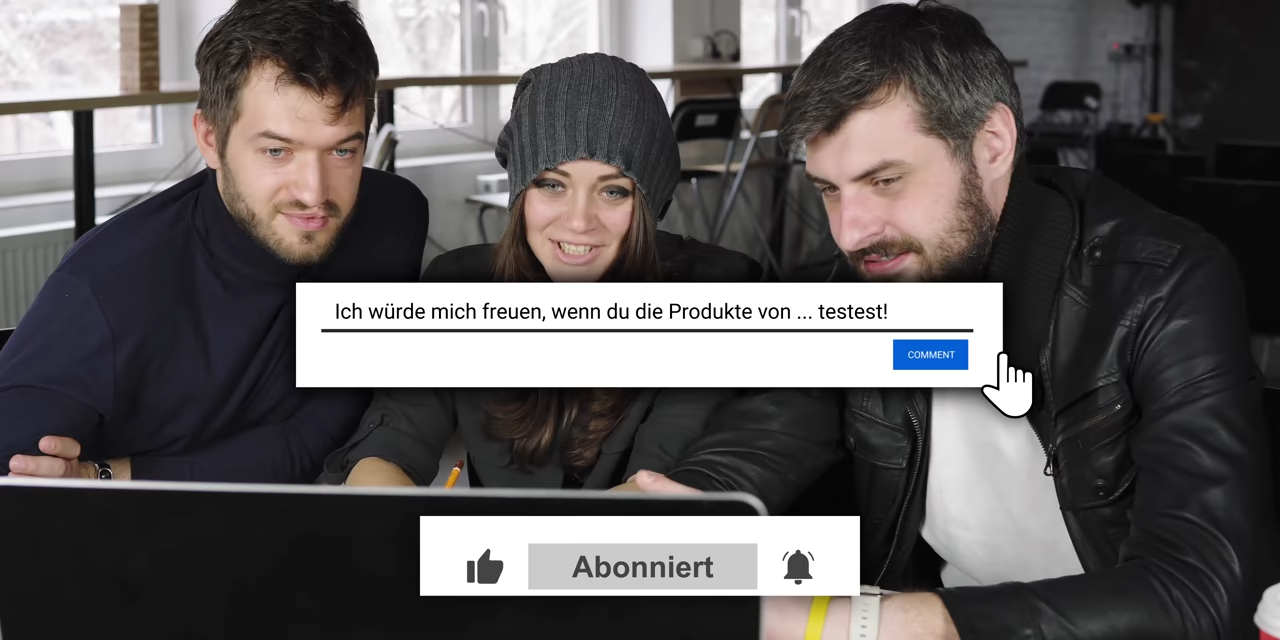 Ich würde mich freuen, wenn du die Produkte von ... testest!
COMMENT
Abonniert